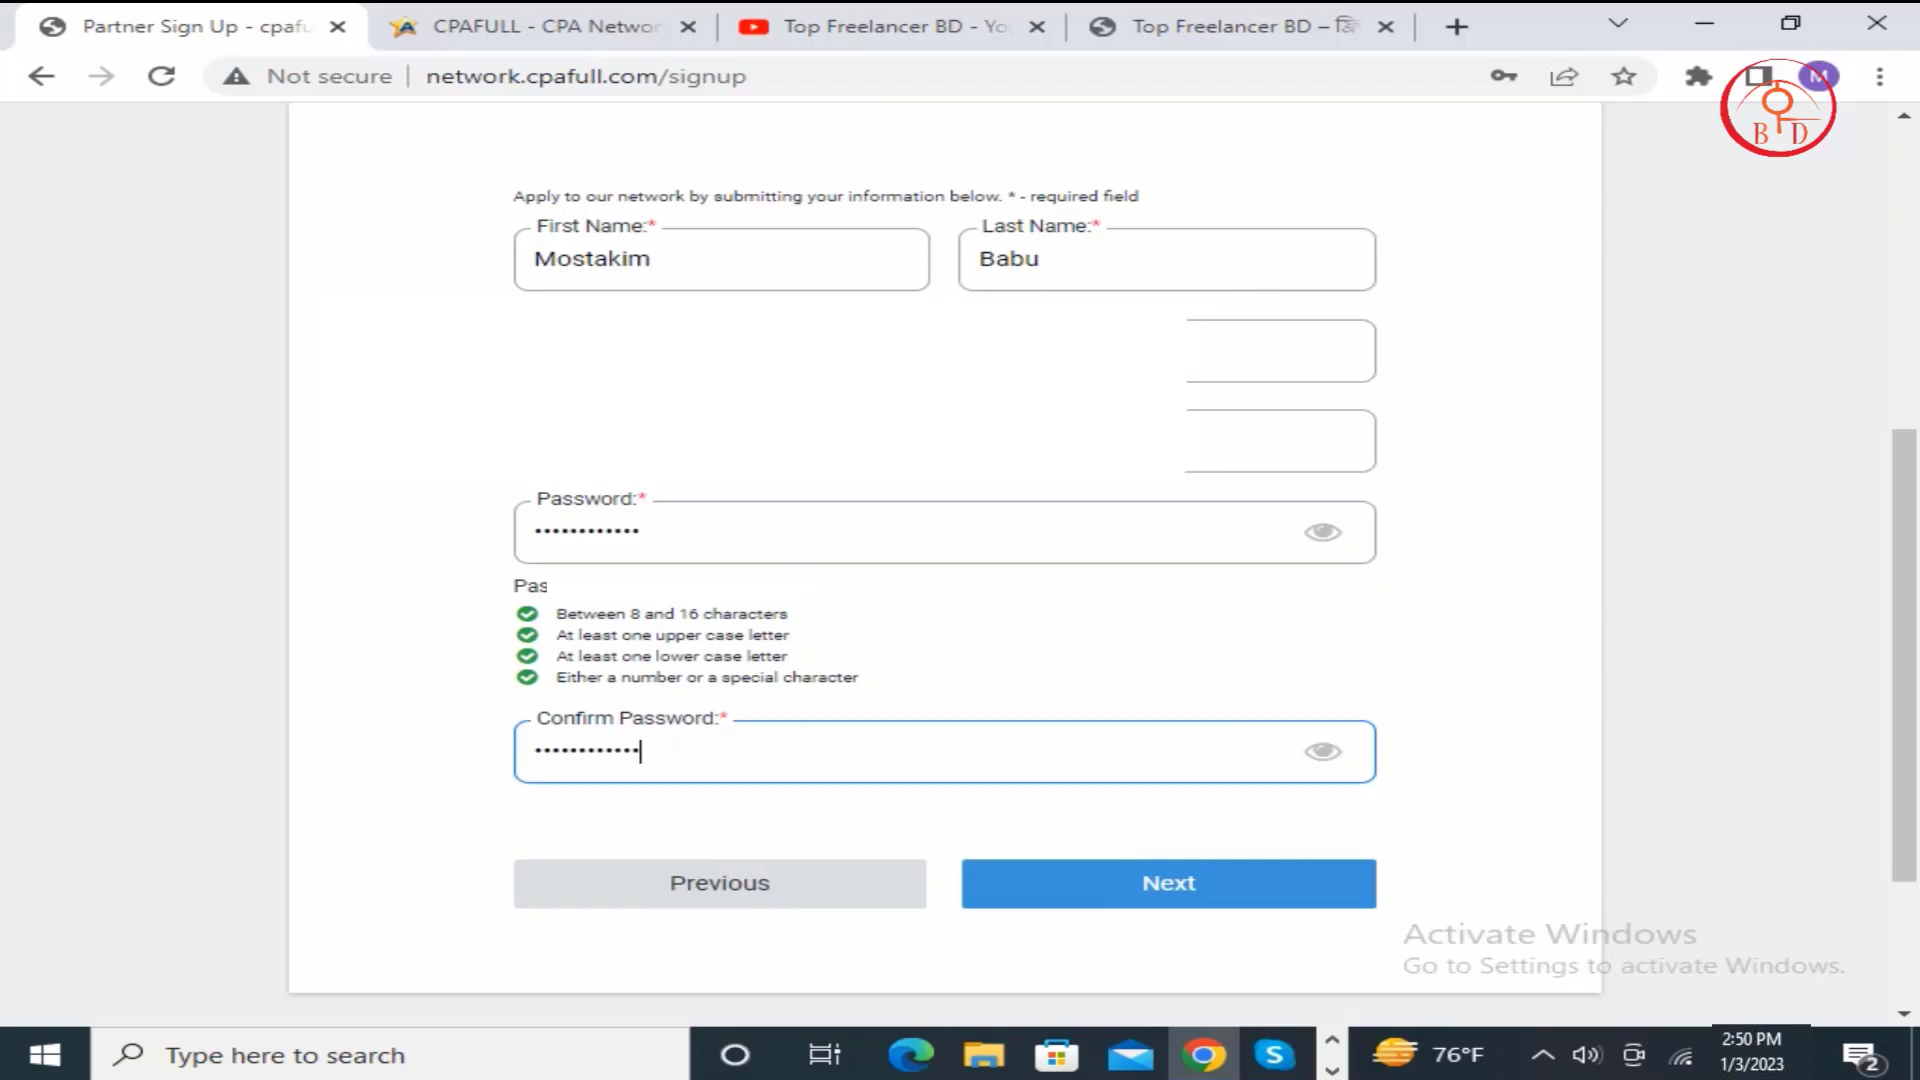 Partner Sign Up - cpafu
CPAFULL - CPA Networ
Top Freelancer BD - Yo
Top Freelancer BD –
Not secure
network.cpafull.com/signup
M
B D
Apply to our network by submitting your information below. * - required field
First Name:*
Last Name:*
Mostakim
Babu
Password:*
Pas
Between 8 and 16 characters
At least one upper case letter
At least one lower case letter
Either a number or a special character
Confirm Password:*
Previous
Next
Activate Windows
Go to Settings to activate Windows.
Type here to search
76°F
2:50 PM
1/3/2023
2